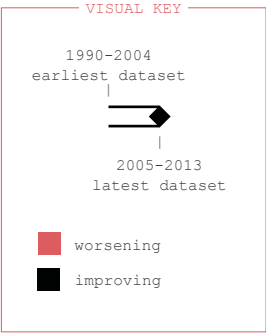 VISUAL KEY
1990-2004
earliest dataset
2005-2013
latest dataset
worsening
improving